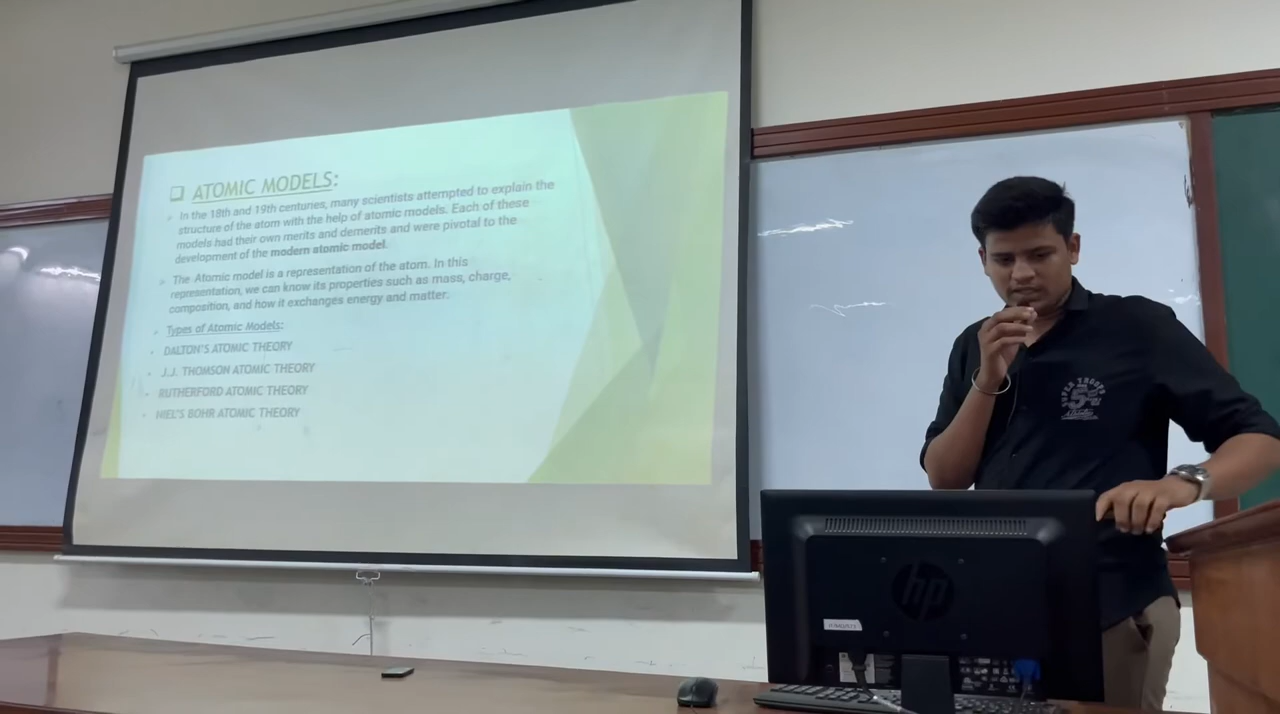 ATOMIC MODELS:
In the 18th and 19th centuries, many scientists attempted to explain the
structure of the atom with the help of atomic models. Each of these
models had their own merits and demerits and were pivotal to the
development of the modern atomic model.
The Atomic model is a representation of the atom. In this
representation, we can know its properties such as mass, charge,
composition, and how it exchanges energy and matter.
Types of Atomic Models:
DALTON'S ATOMIC THEORY
J.J. THOMSON ATOMIC THEORY
RUTHERFORD ATOMIC THEORY
NIEL'S BOHR ATOMIC THEORY
SUPER TROOPS
5
hp